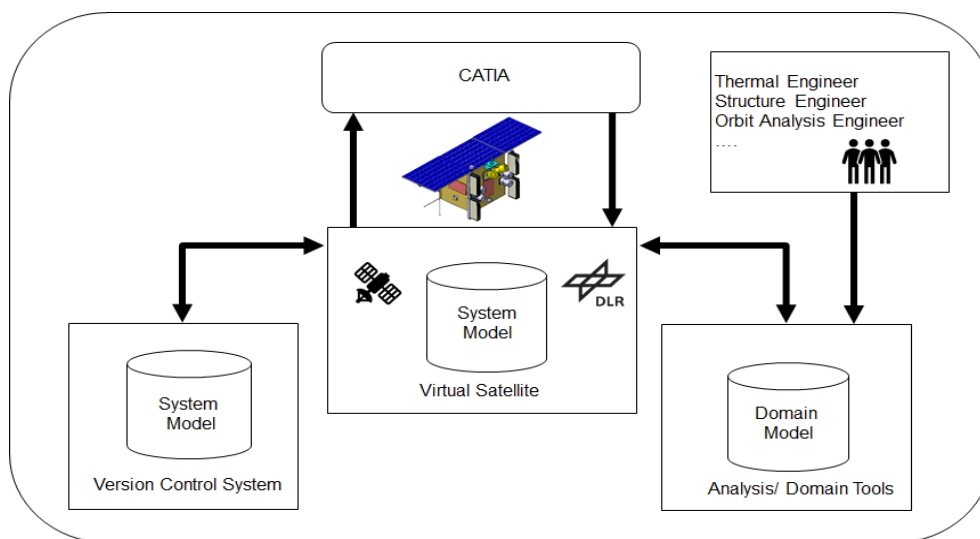 CATIA
Thermal Engineer
Structure Engineer
Orbit Analysis Engineer
....
System
Model
DLR
Virtual Satellite
System
Model
Version Control System
Domain
Model
Analysis/ Domain Tools